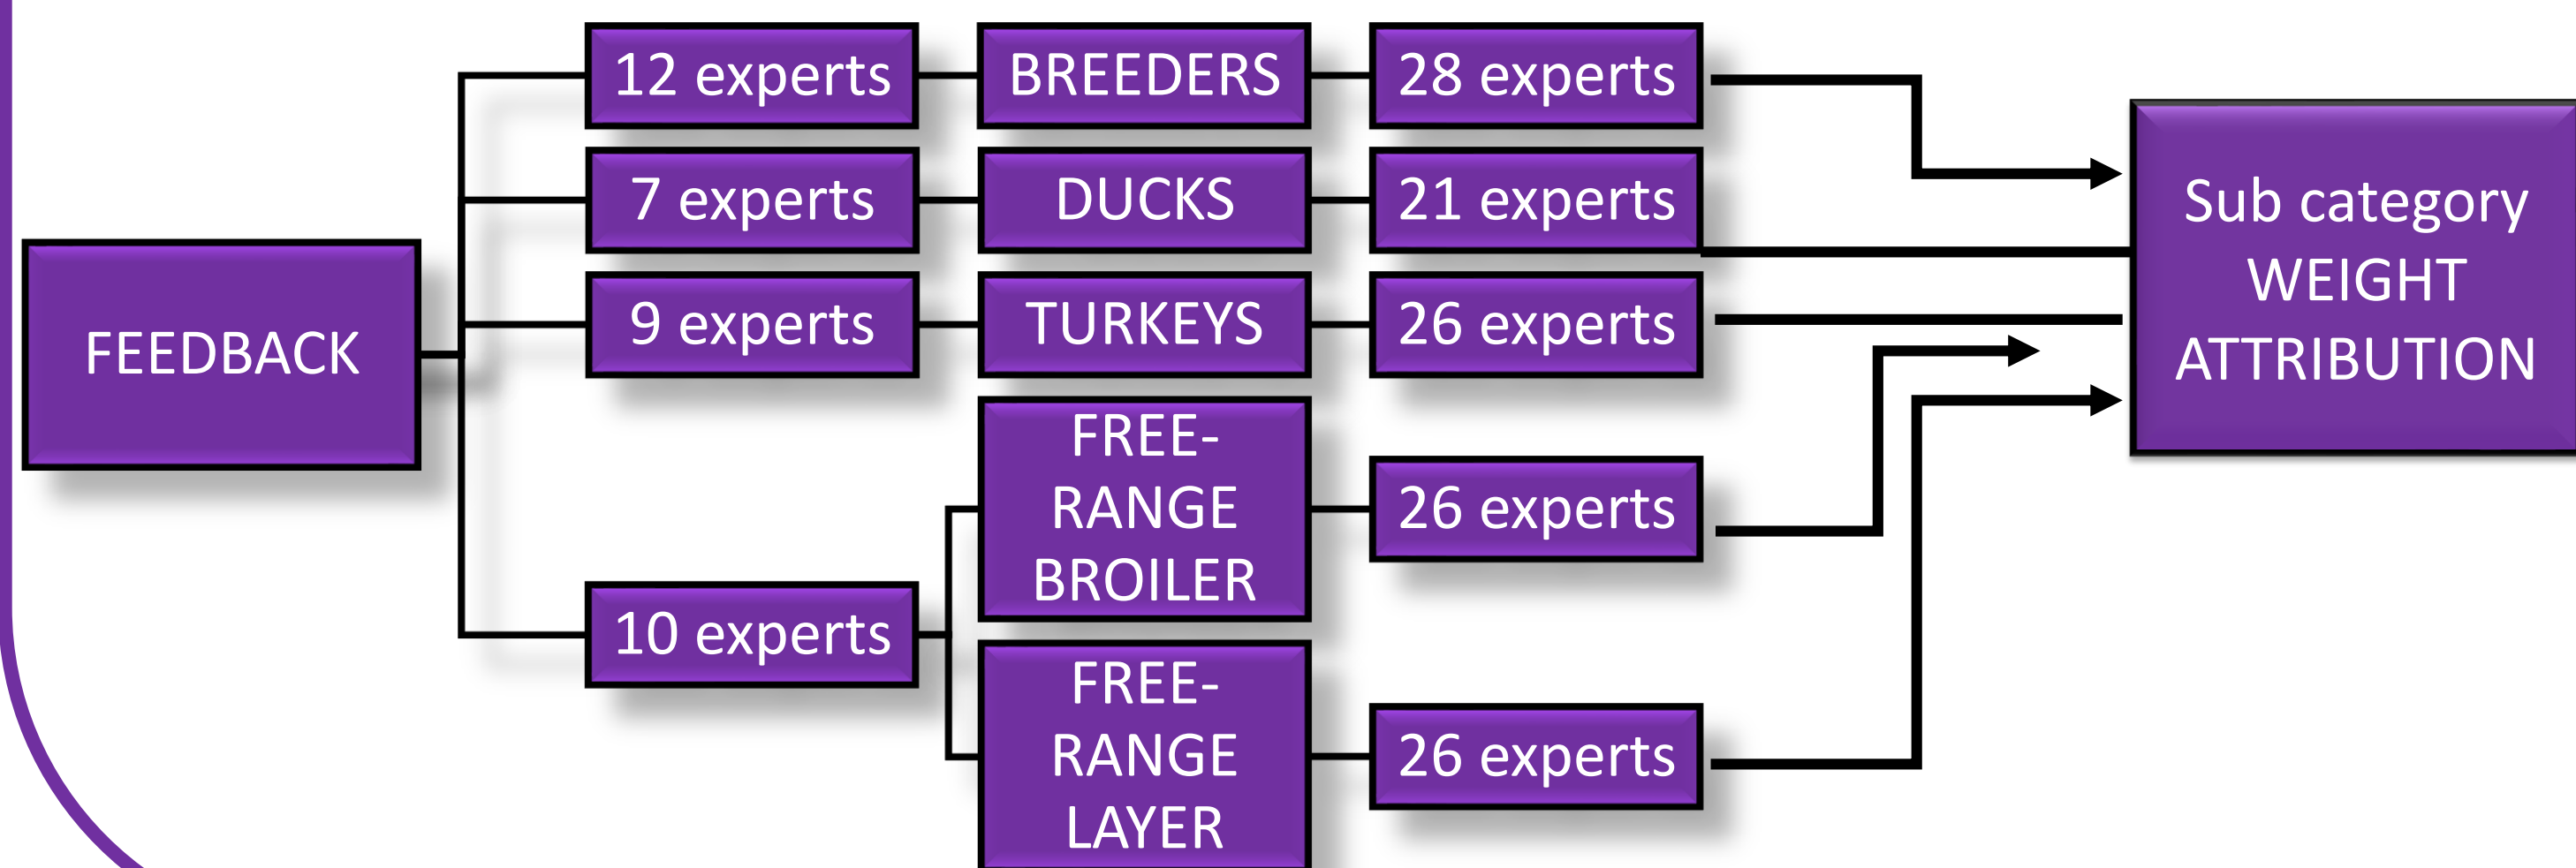 FEEDBACK
12 experts
BREEDERS
28 experts
7 experts
DUCKS
21 experts
9 experts
TURKEYS
26 experts
10 experts
FREE-
RANGE
BROILER
26 experts
FREE-
RANGE
LAYER
26 experts
Sub category
WEIGHT
ATTRIBUTION